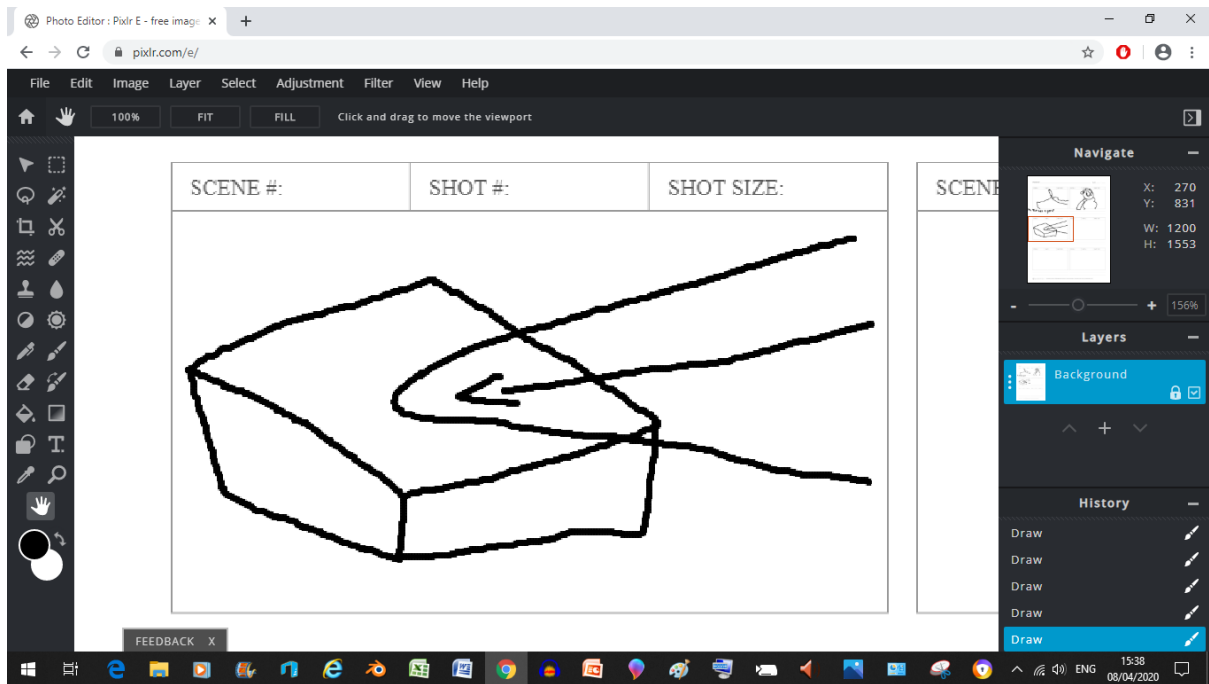 Photo Editor : Pixlr E - free image
pixlr.com/e/
File Edit Image Layer Select Adjustment Filter View Help
100% FIT FILL Click and drag to move the viewport
SCENE #: SHOT #: SHOT SIZE: SCENE
Navigate
X: 270
Y: 831
W: 1200
H: 1553
- + 156%
Layers
Background
History
Draw
Draw
Draw
Draw
Draw
FEEDBACK X
ENG
15:38
08/04/2020